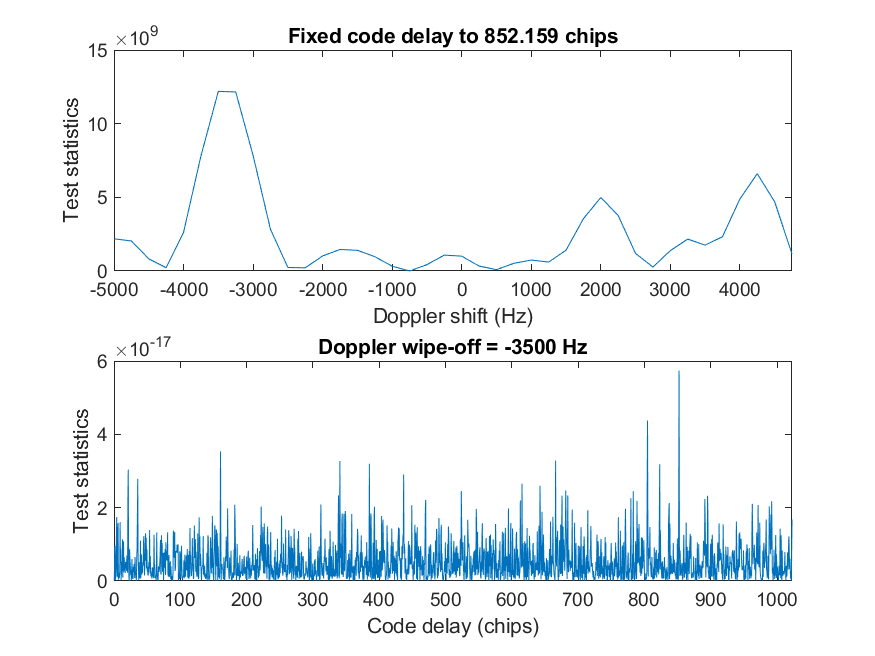 Fixed code delay to 852.159 chips
×10^9
15
10
5
0
Test statistics
-5000 -4000 -3000 -2000 -1000 0 1000 2000 3000 4000
Doppler shift (Hz)
Doppler wipe-off = -3500 Hz
×10^-17
6
4
2
0
Test statistics
0 100 200 300 400 500 600 700 800 900 1000
Code delay (chips)